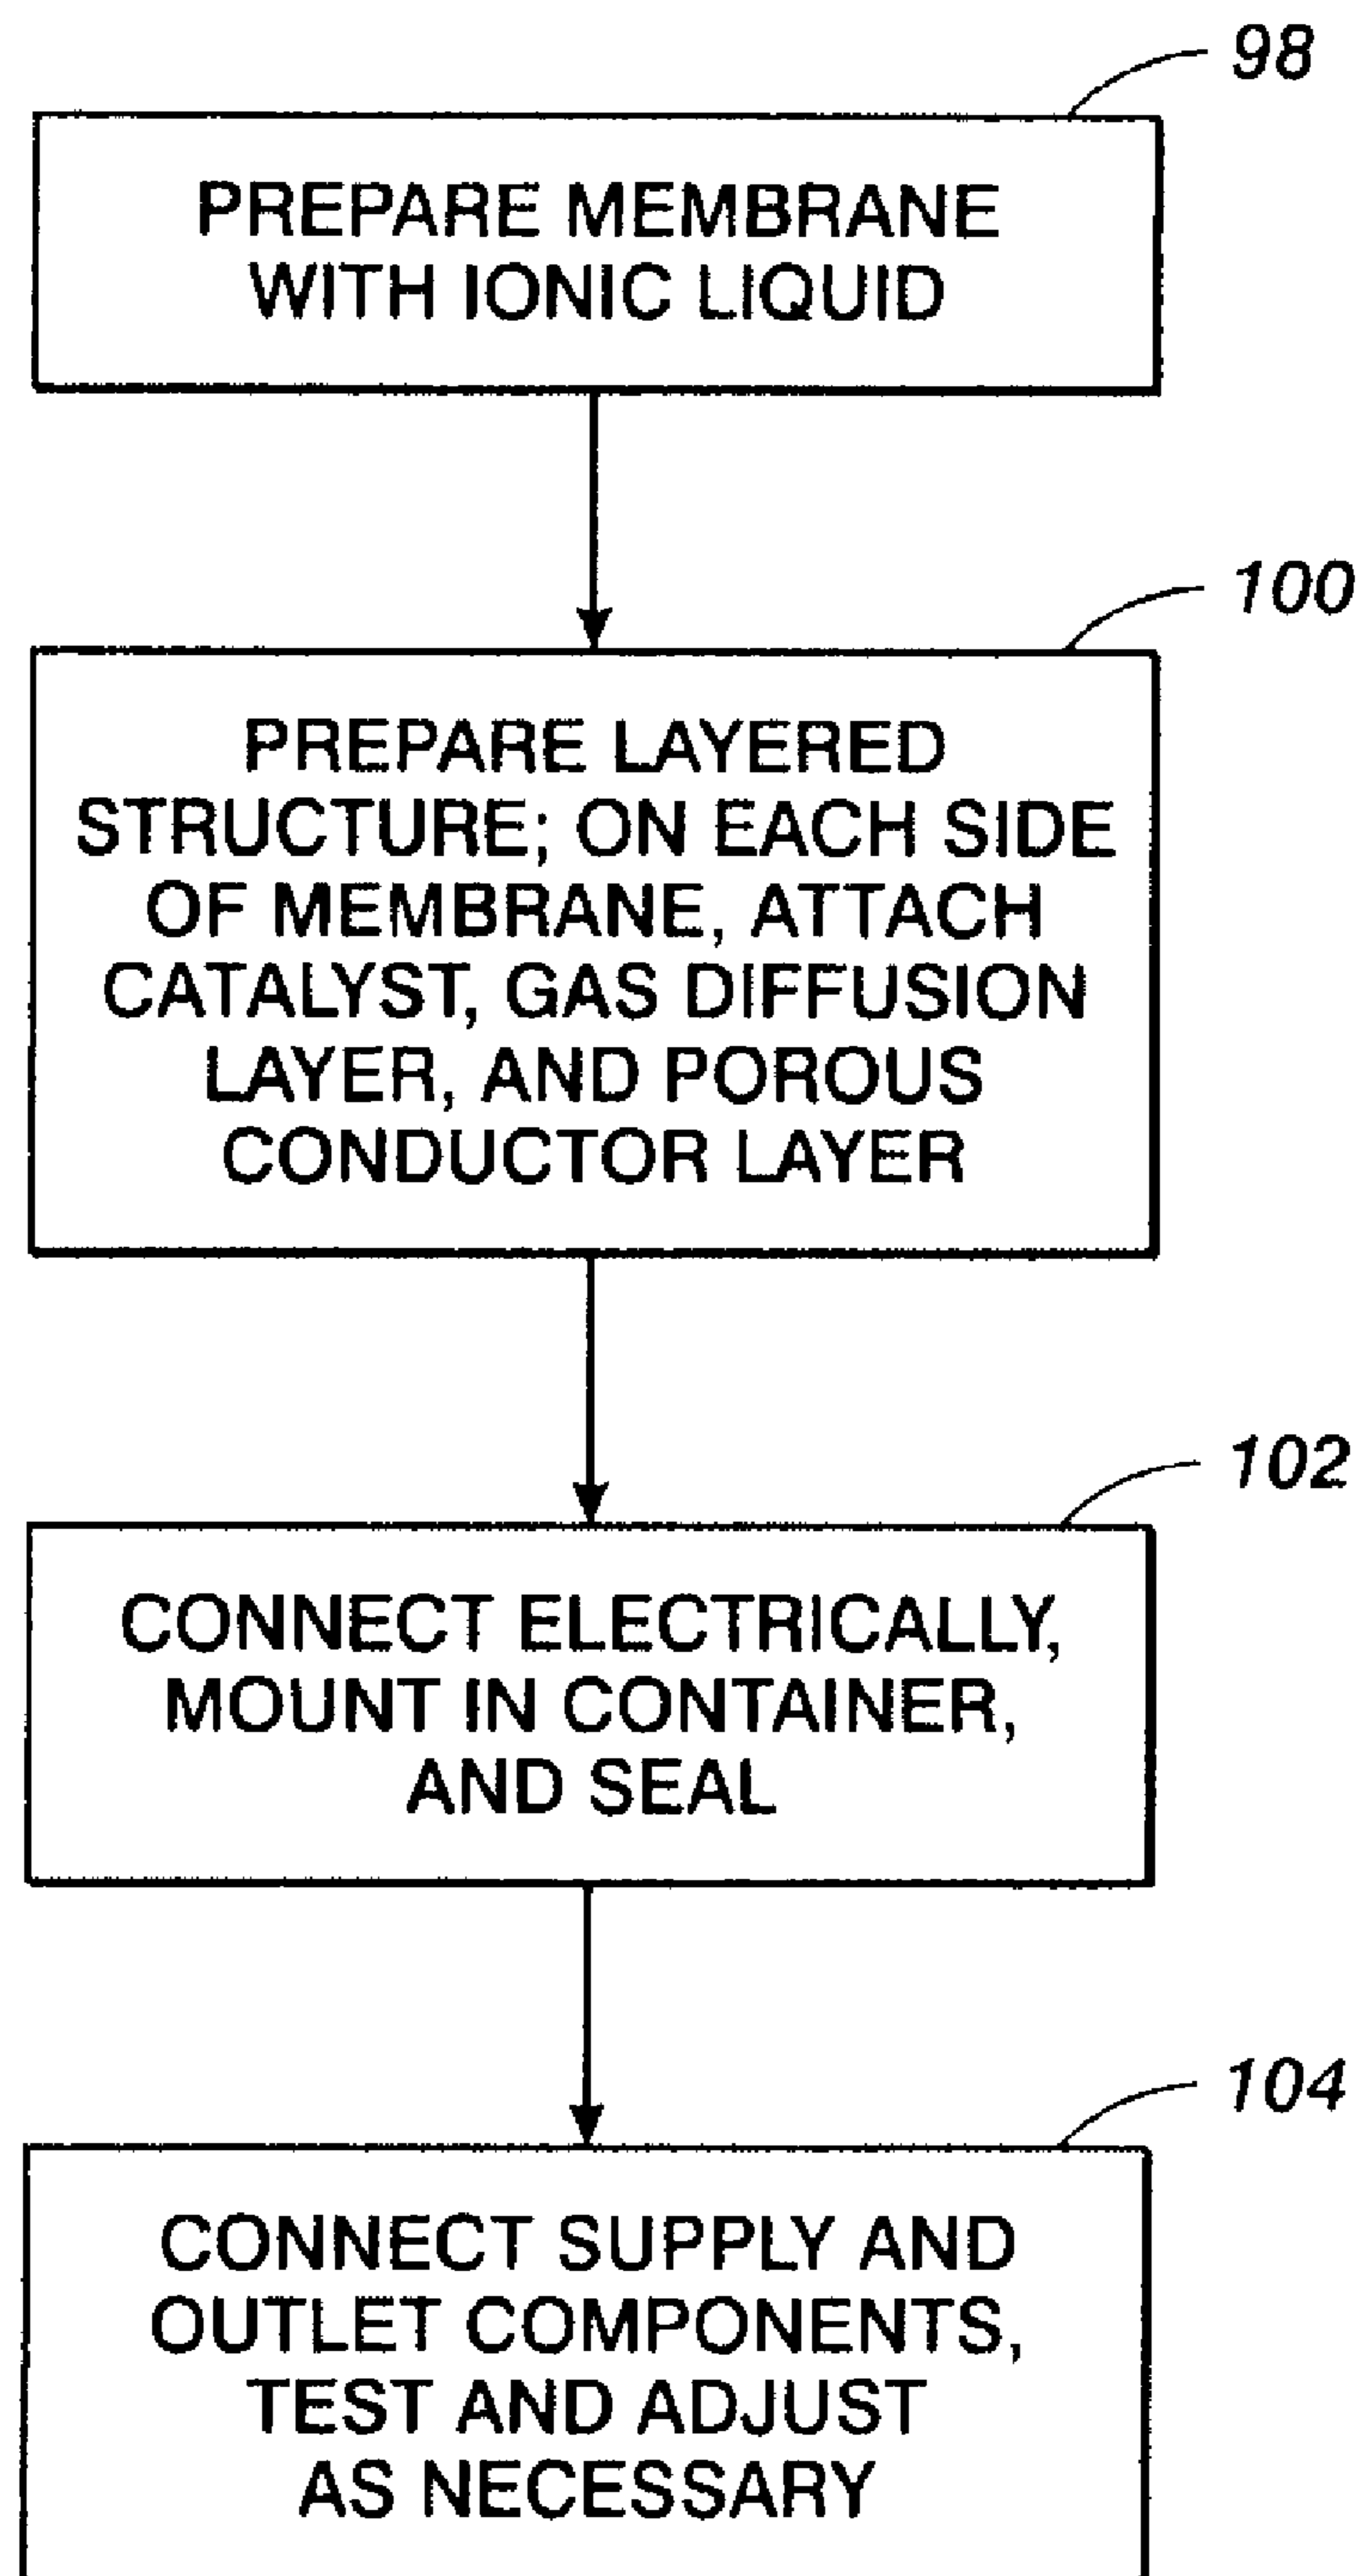 98
PREPARE MEMBRANE
WITH IONIC LIQUID
100
PREPARE LAYERED
STRUCTURE; ON EACH SIDE
OF MEMBRANE, ATTACH
CATALYST, GAS DIFFUSION
LAYER, AND POROUS
CONDUCTOR LAYER
102
CONNECT ELECTRICALLY,
MOUNT IN CONTAINER,
AND SEAL
104
CONNECT SUPPLY AND
OUTLET COMPONENTS,
TEST AND ADJUST
AS NECESSARY